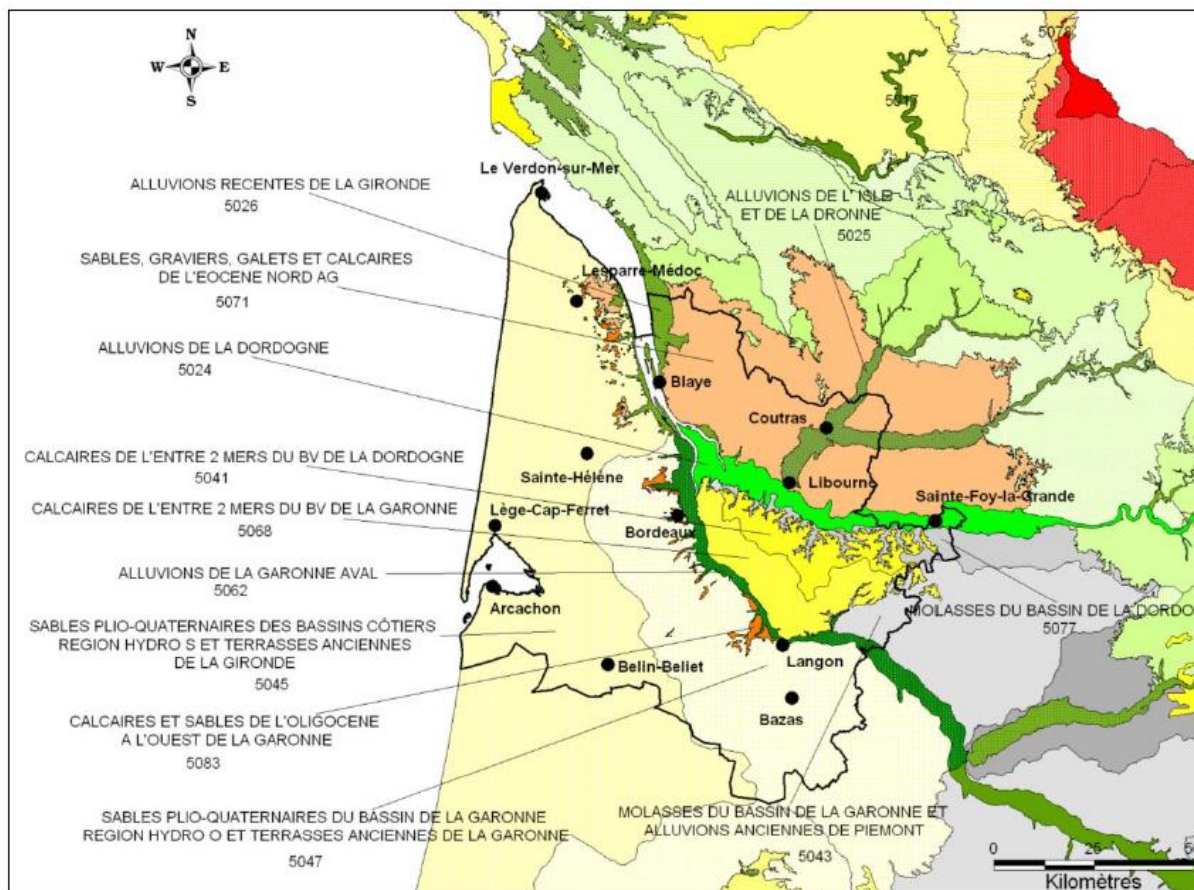 N
W E
S
5078
5017
Le Verdon-sur-Mer
ALLUVIONS RECENTES DE LA GIRONDE
5026
ALLUVIONS DE L' ISLE
ET DE LA DRONNE
5025
SABLES, GRAVIERS, GALETS ET CALCAIRES
DE L'EOCENE NORD AG
5071
Lesparre-Médoc
ALLUVIONS DE LA DORDOGNE
5024
Blaye
Coutras
CALCAIRES DE L'ENTRE 2 MERS DU BV DE LA DORDOGNE
5041
Sainte-Hélène
Libourne
Sainte-Foy-la-Grande
CALCAIRES DE L'ENTRE 2 MERS DU BV DE LA GARONNE
5068
Lège-Cap-Ferret
Bordeaux
ALLUVIONS DE LA GARONNE AVAL
5062
Arcachon
MOLASSES DU BASSIN DE LA DORDO
5077
SABLES PLIO-QUATERNAIRES DES BASSINS CÔTIERS
REGION HYDRO S ET TERRASSES ANCIENNES
DE LA GIRONDE
5045
Belin-Beliet
Langon
Bazas
CALCAIRES ET SABLES DE L'OLIGOCENE
A L'OUEST DE LA GARONNE
5083
SABLES PLIO-QUATERNAIRES DU BASSIN DE LA GARONNE
REGION HYDRO O ET TERRASSES ANCIENNES DE LA GARONNE
5047
MOLASSES DU BASSIN DE LA GARONNE ET
ALLUVIONS ANCIENNES DE PIEMONT
5043
0 25 50
Kilomètres